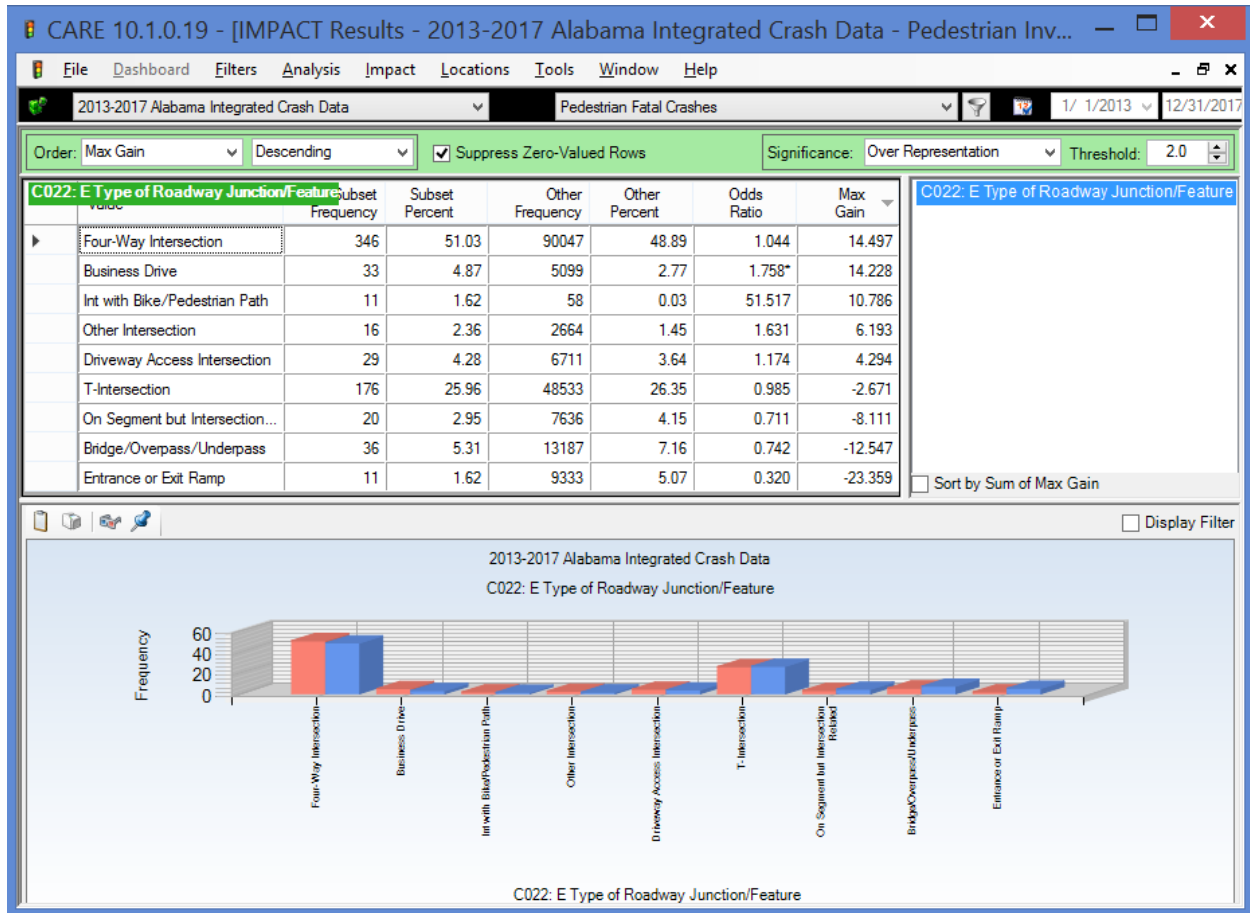 CARE 10.1.0.19 - [IMPACT Results - 2013-2017 Alabama Integrated Crash Data - Pedestrian Inv...
File Dashboard Filters Analysis Impact Locations Tools Window Help
2013-2017 Alabama Integrated Crash Data Pedestrian Fatal Crashes 1/ 1/2013 12/31/2017
Order: Max Gain Descending Suppress Zero-Valued Rows Significance: Over Representation Threshold: 2.0
C022: E Type of Roadway Junction/Feature Subset Frequency Subset Percent Other Frequency Other Percent Odds Ratio Max Gain
C022: E Type of Roadway Junction/Feature
Four-Way Intersection 346 51.03 90047 48.89 1.044 14.497
Business Drive 33 4.87 5099 2.77 1.758* 14.228
Int with Bike/Pedestrian Path 11 1.62 58 0.03 51.517 10.786
Other Intersection 16 2.36 2664 1.45 1.631 6.193
Driveway Access Intersection 29 4.28 6711 3.64 1.174 4.294
T-Intersection 176 25.96 48533 26.35 0.985 -2.671
On Segment but Intersection... 20 2.95 7636 4.15 0.711 -8.111
Bridge/Overpass/Underpass 36 5.31 13187 7.16 0.742 -12.547
Entrance or Exit Ramp 11 1.62 9333 5.07 0.320 -23.359
Sort by Sum of Max Gain
Display Filter
2013-2017 Alabama Integrated Crash Data
C022: E Type of Roadway Junction/Feature
Frequency
60
40
20
0
Four-Way Intersection
Business Drive
Int with Bike/Pedestrian Path
Other Intersection
Driveway Access Intersection
T-Intersection
On Segment but Intersection
Related
Bridge/Overpass/Underpass
Entrance or Exit Ramp
C022: E Type of Roadway Junction/Feature